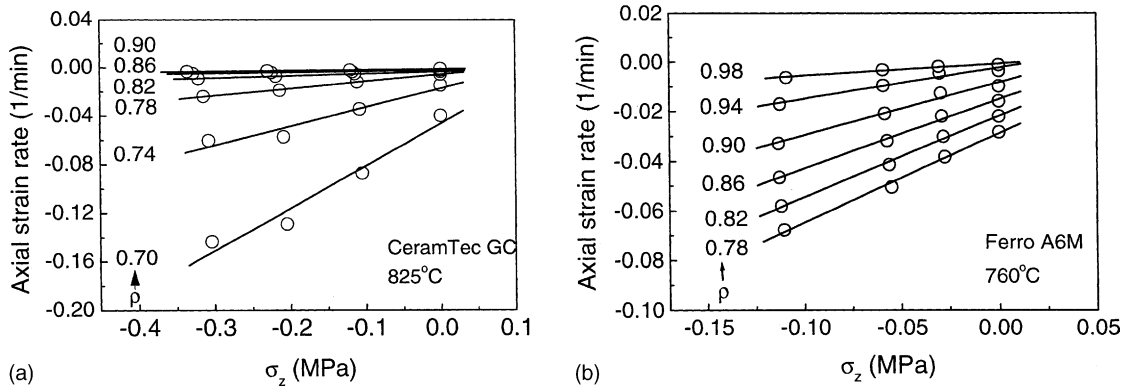 0.04
0.00
-0.04
-0.08
-0.12
-0.16
-0.20
Axial strain rate (1/min)
0.90
0.86
0.82
0.78
0.74
0.70
ρ
CeramTec GC
825°C
-0.4 -0.3 -0.2 -0.1 0.0 0.1
σz (MPa)
(a)
0.02
0.00
-0.02
-0.04
-0.06
-0.08
-0.10
Axial strain rate (1/min)
0.98
0.94
0.90
0.86
0.82
0.78
ρ
Ferro A6M
760°C
-0.15 -0.10 -0.05 0.00 0.05
σz (MPa)
(b)